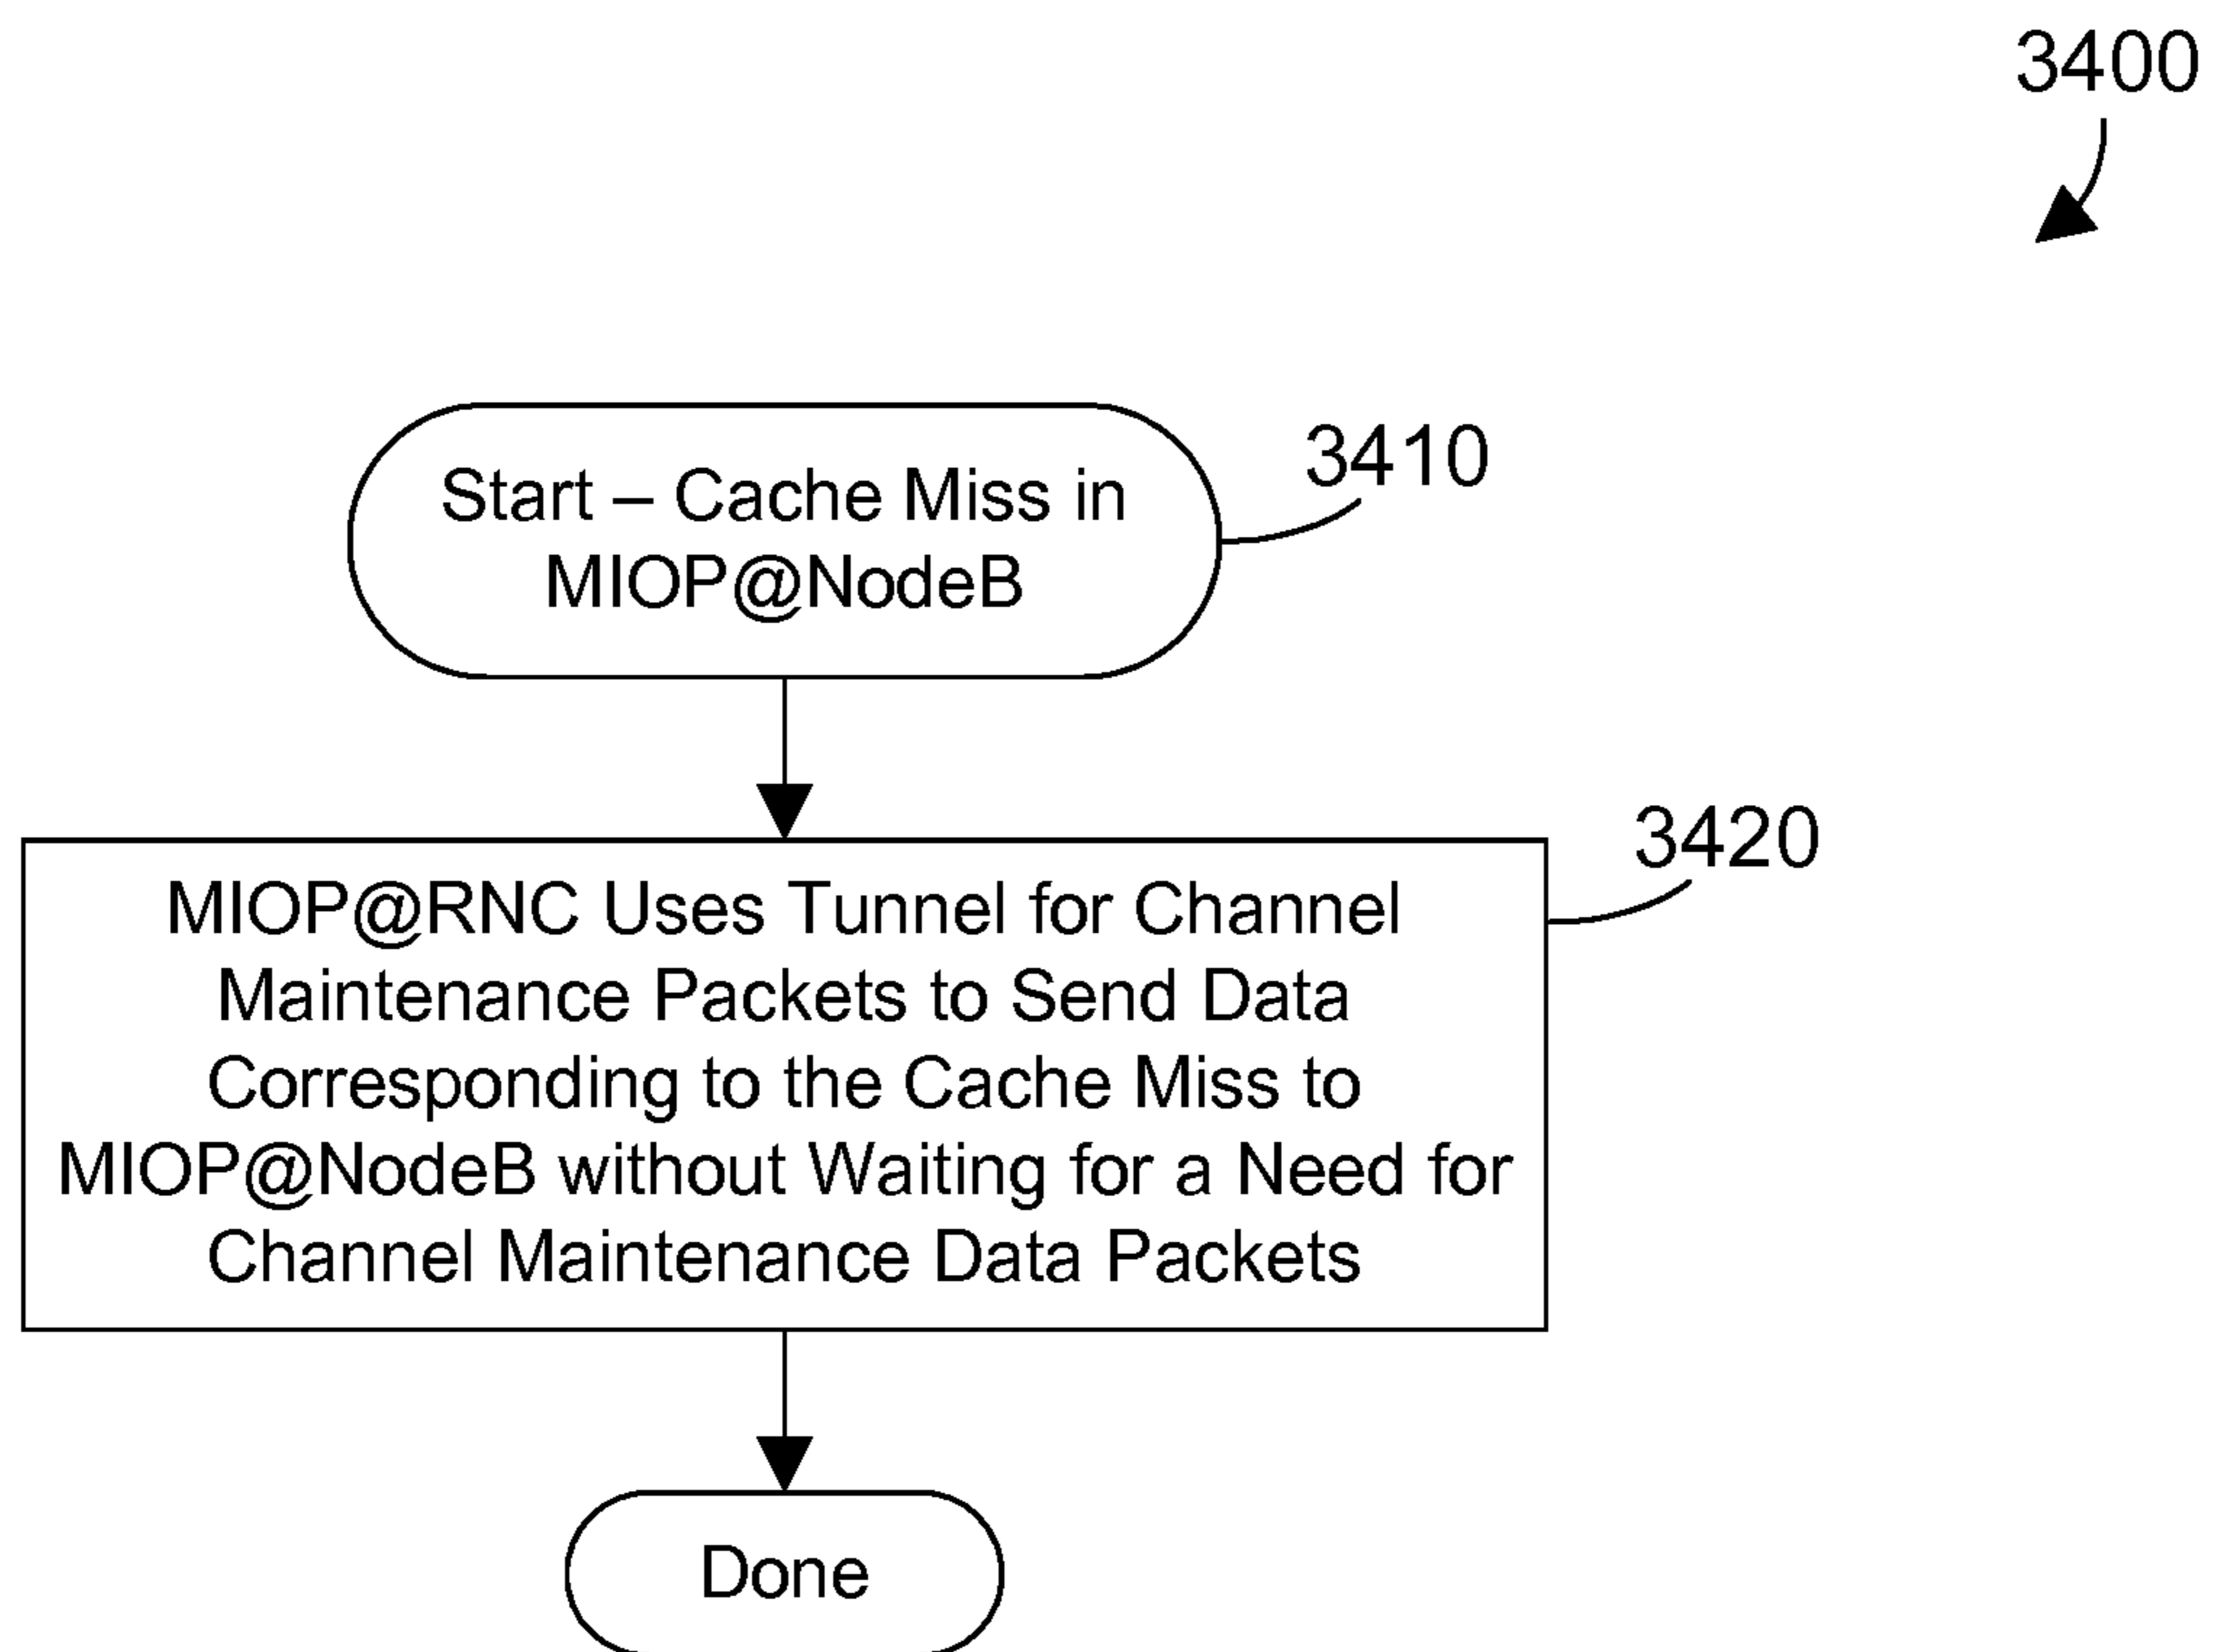 3400
Start – Cache Miss in
MIOP@NodeB
3410
MIOP@RNC Uses Tunnel for Channel
Maintenance Packets to Send Data
Corresponding to the Cache Miss to
MIOP@NodeB without Waiting for a Need for
Channel Maintenance Data Packets
3420
Done